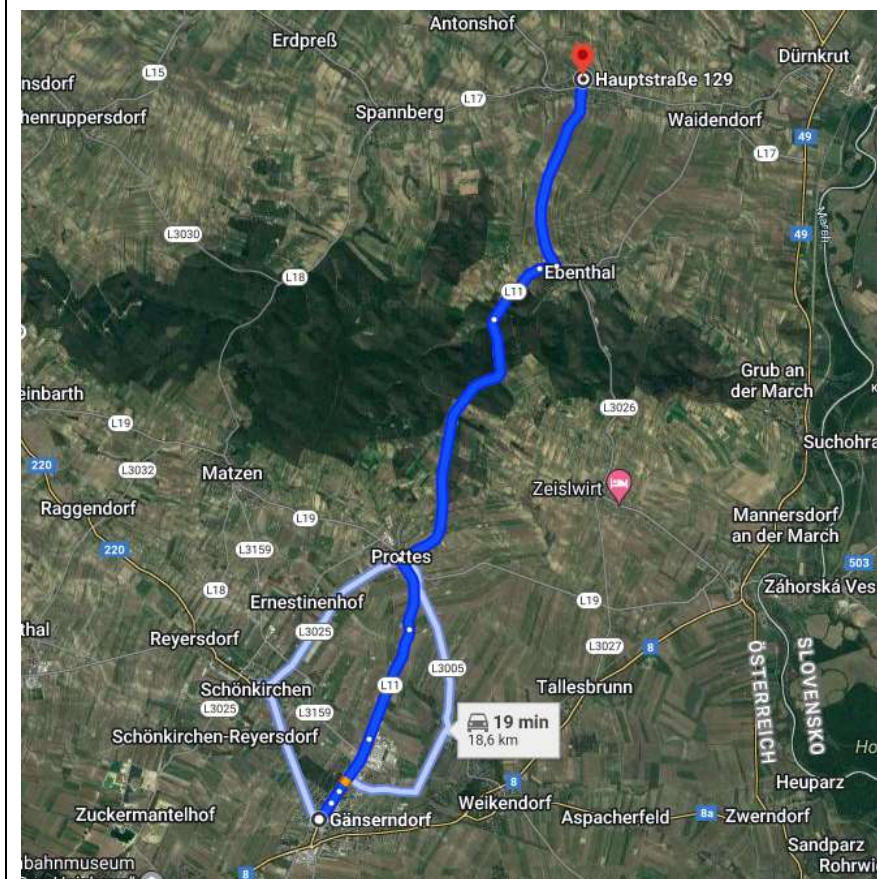 Antonshof
Erdpreß
Dürnkrut
L15
nsdorf
Hauptstraße 129
L17
henruppersdorf
Spannberg
Waidendorf
49
L17
L3030
49
L18
Ebenthal
L11
Grub an
der March
einbarth
L3026
L19
Suchohra
220
L3032
Matzen
Zeislwirt
Raggendorf
L19
Mannersdorf
an der March
220
L3159
Prottes
503
L18
Ernestinenhof
L19
Záhorská Ves
thal
Reyersdorf
L3025
L3027
8
L3005
ÖSTERREICH
SLOVENSKO
Schönkirchen
L11
Tallesbrunn
L3025
L3159
19 min
18,6 km
Schönkirchen-Reyersdorf
Ho
8
Heuparz
Zuckermantelhof
Gänserndorf
Weikendorf
Aspacherfeld
8a
Zwerndorf
Sandparz
nbahnmuseum
8
Rohrwi